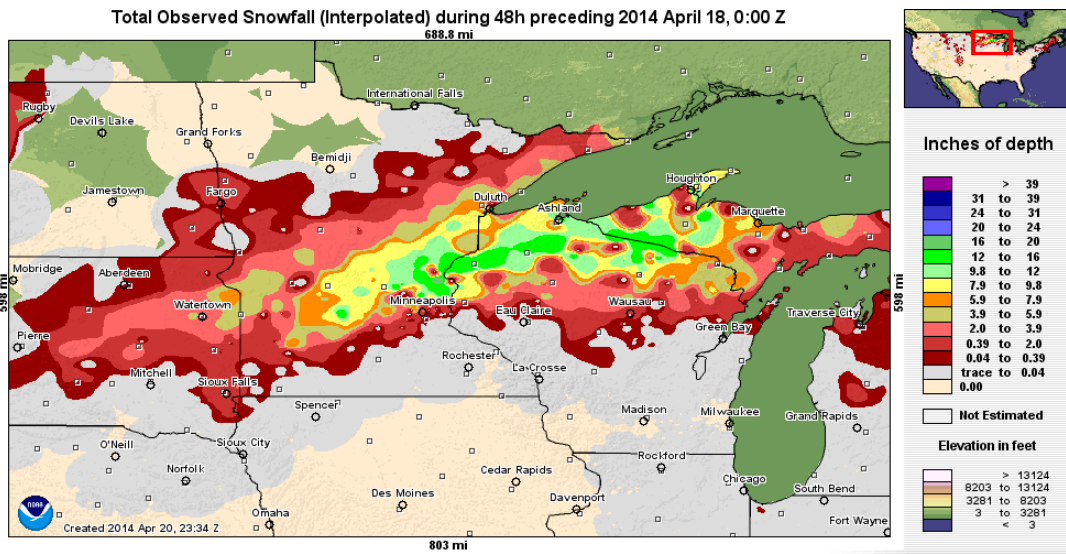 Total Observed Snowfall (Interpolated) during 48h preceding 2014 April 18, 0:00 Z
688.8 mi
International Falls
Rugby
Devils Lake
Grand Forks
Bemidji
Jamestown
Fargo
Duluth
Houghton
Ashland
Marquette
Mobridge
Aberdeen
598 mi
598 mi
Watertown
Minneapolis
Eau Claire
Wausau
Green Bay
Traverse City
Pierre
Rochester
La Crosse
Mitchell
Sioux Falls
Spencer
Madison
Milwaukee
Grand Rapids
O'Neill
Sioux City
Norfolk
Cedar Rapids
Rockford
Des Moines
Davenport
Chicago
South Bend
Omaha
Fort Wayne
NOAA
Created 2014 Apr 20, 23:34 Z
803 mi
Inches of depth
> 39
31 to 39
24 to 31
20 to 24
16 to 20
12 to 16
9.8 to 12
7.9 to 9.8
5.9 to 7.9
3.9 to 5.9
2.0 to 3.9
0.39 to 2.0
0.04 to 0.39
trace to 0.04
0.00
Not Estimated
Elevation in feet
> 13124
8203 to 13124
3281 to 8203
3 to 3281
< 3